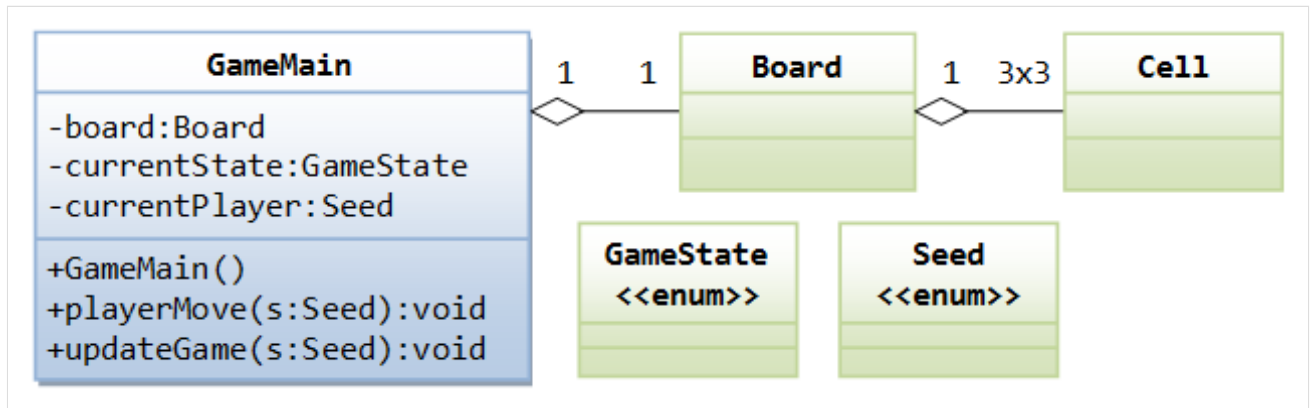 GameMain
-board:Board
-currentState:GameState
-currentPlayer:Seed
+GameMain()
+playerMove(s:Seed):void
+updateGame(s:Seed):void
1 1
Board
1 3x3
Cell
GameState
<<enum>>
Seed
<<enum>>